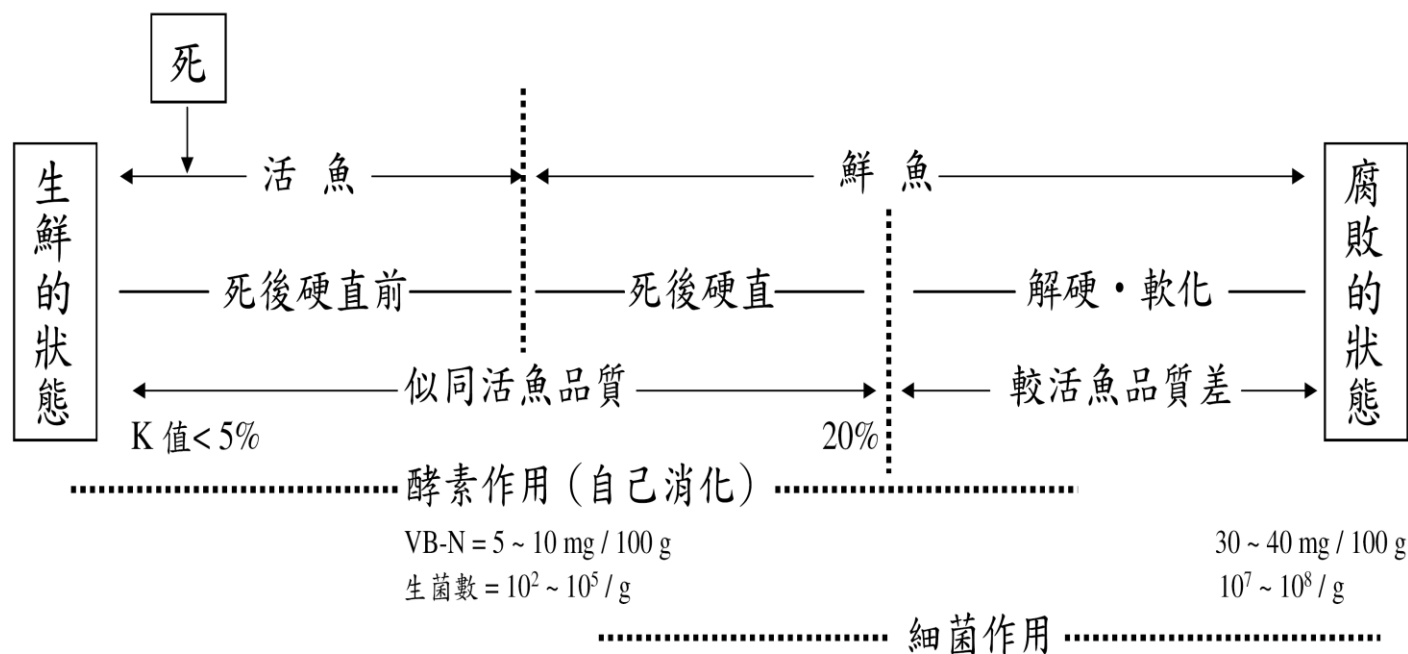 死
生鮮的狀態
活魚
鮮魚
腐敗的狀態
死後硬直前
死後硬直
解硬・軟化
似同活魚品質
較活魚品質差
K 值< 5%
20%
酵素作用（自己消化）
VB-N = 5 ~ 10 mg / 100 g
30 ~ 40 mg / 100 g
生菌數 = 10² ~ 10⁵ / g
10⁷ ~ 10⁸ / g
細菌作用